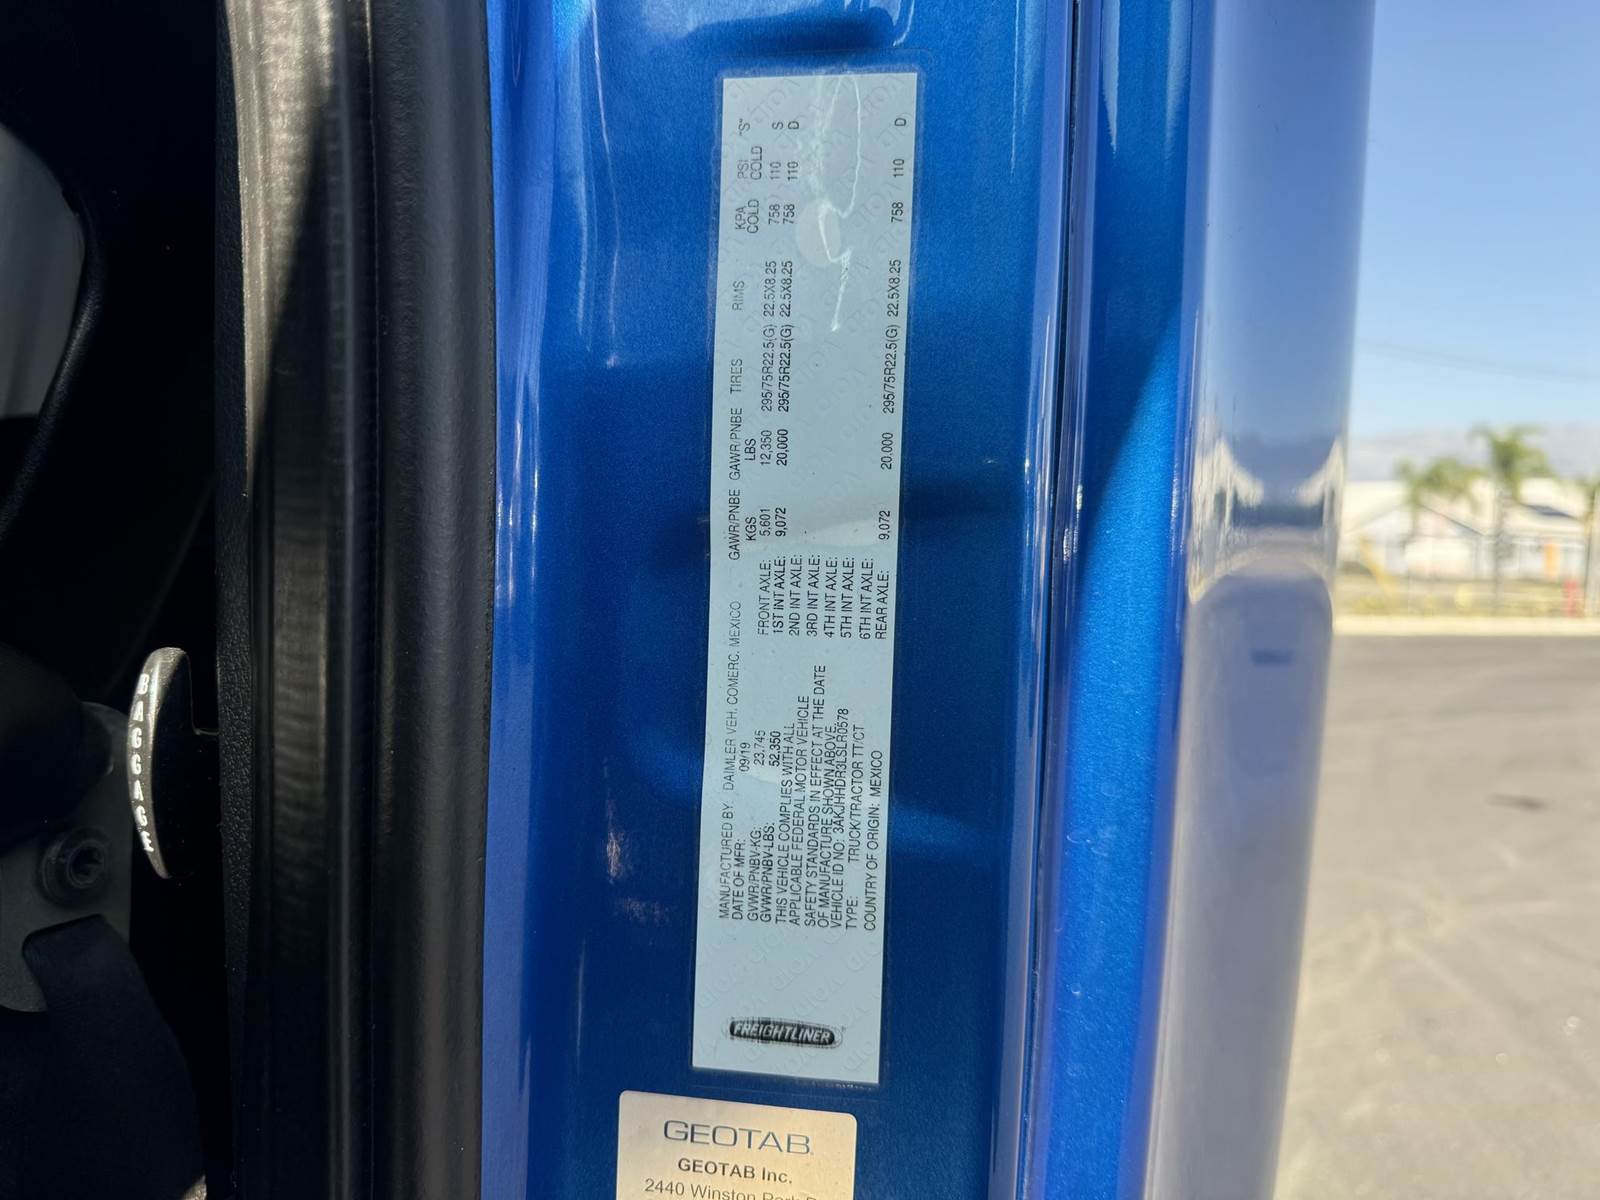 FREIGHTLINER
MANUFACTURED BY: DAIMLER VEH. COMERC. MEXICO
DATE OF MFR: 09/19
GVWR/PNBV-KG: 23,745
GVWR/PNBV-LBS: 52,350
THIS VEHICLE COMPLIES WITH ALL
APPLICABLE FEDERAL MOTOR VEHICLE
SAFETY STANDARDS IN EFFECT AT THE DATE
OF MANUFACTURE SHOWN ABOVE.
VEHICLE ID NO: 3AKJHHDR3LSLR0578
TYPE: TRUCK/TRACTOR TT/CT
COUNTRY OF ORIGIN: MEXICO
GAWR/PNBE GAWR/PNBE TIRES RIMS KPA PSI "S"
KGS LBS COLD COLD
FRONT AXLE: 5,601 12,350 295/75R22.5(G) 22.5X8.25 758 110 S
1ST INT AXLE: 9,072 20,000 295/75R22.5(G) 22.5X8.25 758 110 D
2ND INT AXLE:
3RD INT AXLE:
4TH INT AXLE:
5TH INT AXLE:
6TH INT AXLE:
REAR AXLE: 9,072 20,000 295/75R22.5(G) 22.5X8.25 758 110 D
BAGGAGE
GEOTAB
GEOTAB Inc.
2440 Winston Park